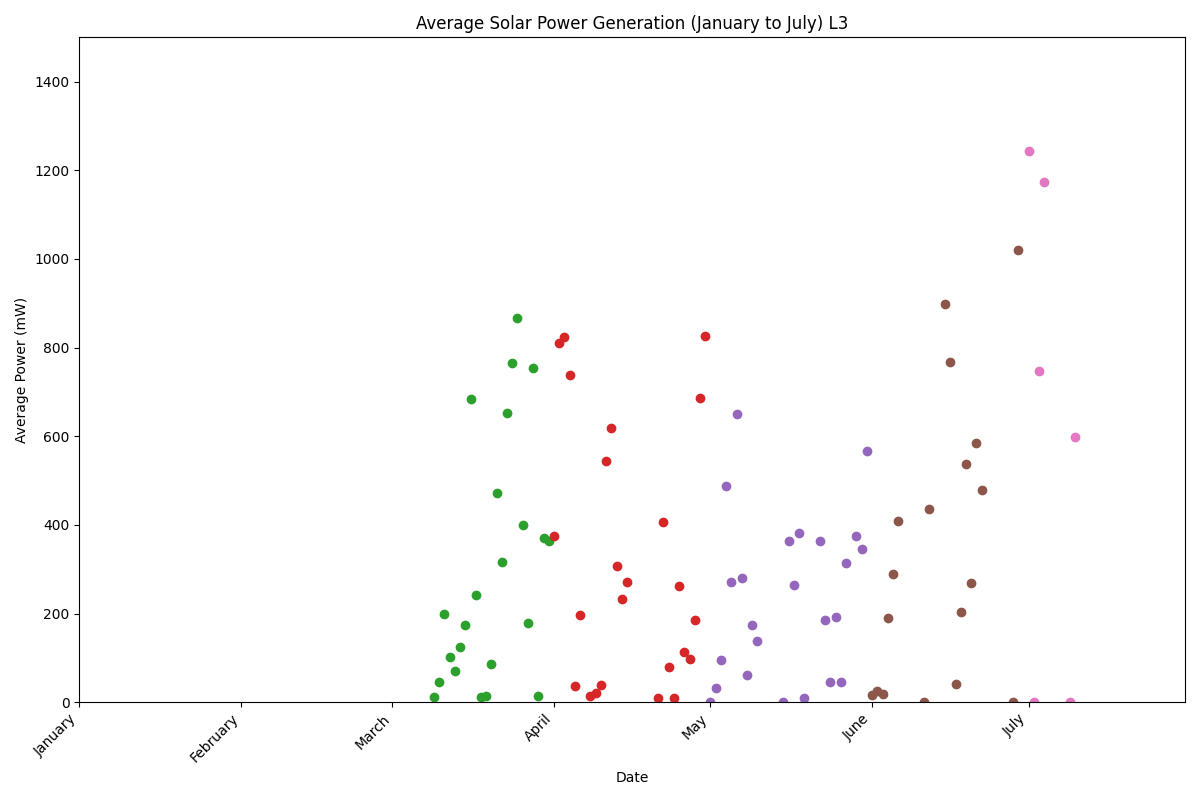 Average Solar Power Generation (January to July) L3
Average Power (mW)
1400
1200
1000
800
600
400
200
0
January
February
March
April
May
June
July
Date